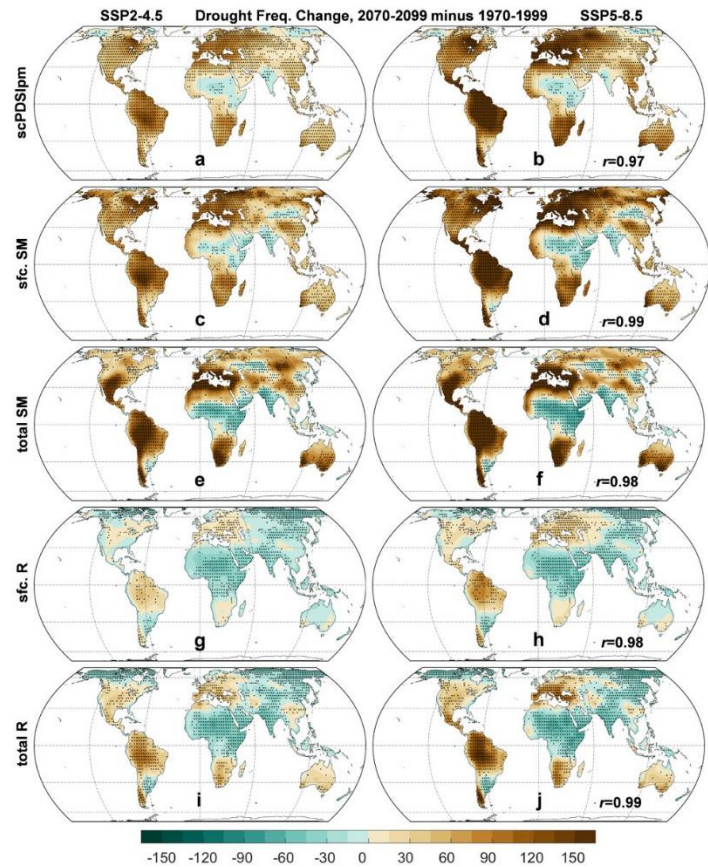 SSP2-4.5 Drought Freq. Change, 2070-2099 minus 1970-1999 SSP5-8.5
scPDSIpm
a b r=0.97
sfc. SM
c d r=0.99
total SM
e f r=0.98
sfc. R
g h r=0.98
total R
i j r=0.99
-150 -120 -90 -60 -30 0 30 60 90 120 150